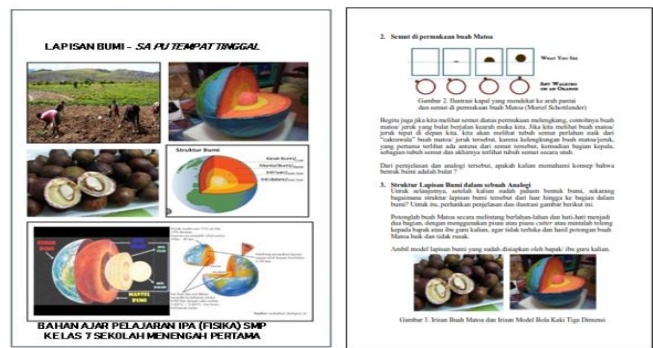 LAPISAN BUMI – SA PU TEMPAT TINGGAL
Struktur Bumi
KERAK BUMI
MANTEL BUMI
BAHAN AJAR PELAJARAN IPA (FISIKA) SMP
KELAS 7 SEKOLAH MENENGAH PERTAMA
2. Semut di permukaan buah Matoa
WHAT YOU SEE
ANT WALKING
ON AN ORANGE
Gambar 2. Ilustrasi kapal yang mendekat ke arah pantai
dan semut di permukaan buah Matoa
Begitu juga jika kita melihat semut diatas permukaan melengkung, contohnya buah
matoa/ jeruk yang bulat berjalan kearah muka kita. Jika kita melihat buah matoa/
jeruk tepat di depan kita, kita akan melihat tubuh semut perlahan naik dari
buah matoa/ jeruk tersebut, karena kelengkungan buah matoa/jeruk,
yang pertama terlihat ada antena dari semut tersebut, kemudian bagian kepala,
sebagian tubuh semut dan akhirnya terlihat tubuh semut secara utuh.
Dari penjelasan dan analogi tersebut, apakah kalian memahami konsep bahwa
bentuk bumi adalah bulat ?
3. Struktur Lapisan Bumi dalam sebuah Analogi
Untuk selanjutnya, setelah kalian sudah paham bentuk bumi, sekarang
bagaimana struktur lapisan bumi tersebut dari luar hingga ke bagian dalam
bumi? Untuk itu, perhatikan penjelasan dan ilustrasi gambar berikut ini.
Potonglah buah Matoa secara melintang berlahan-lahan dan hati-hati menjadi
dua bagian, dengan menggunakan pisau atau pisau cutter atau mintalah tolong
kepada bapak atau ibu guru kalian, agar tidak terluka dan hasil potongan buah
Matoa baik dan tidak rusak.
Ambil model lapisan bumi yang sudah disiapkan oleh bapak/ ibu guru kalian.
Gambar 3. Irisan Buah Matoa dan Irisan Model Bola Kaki Tiga Dimensi